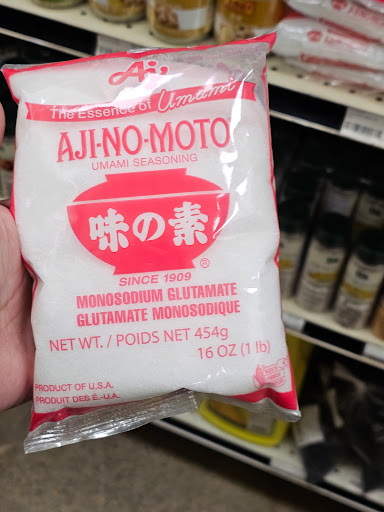 Aji
The Essence of Umami
AJI-NO-MOTO
UMAMI SEASONING
味の素
®
SINCE 1909
MONOSODIUM GLUTAMATE
GLUTAMATE MONOSODIQUE
NET WT. / POIDS NET 454g
16 OZ (1 lb)
PRODUCT OF U.S.A.
PRODUIT DES É.-U.A.